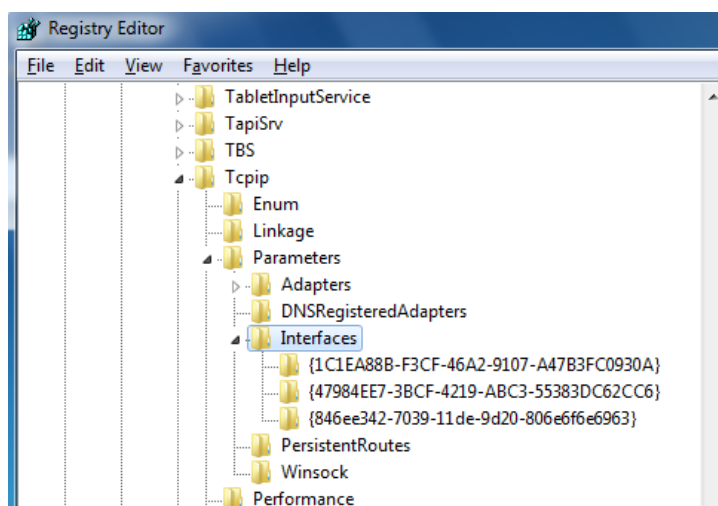 Registry Editor
File Edit View Favorites Help
TabletInputService
TapiSrv
TBS
Tcpip
Enum
Linkage
Parameters
Adapters
DNSRegisteredAdapters
Interfaces
{1C1EA88B-F3CF-46A2-9107-A47B3FC0930A}
{47984EE7-3BCF-4219-ABC3-55383DC62CC6}
{846ee342-7039-11de-9d20-806e6f6e6963}
PersistentRoutes
Winsock
Performance